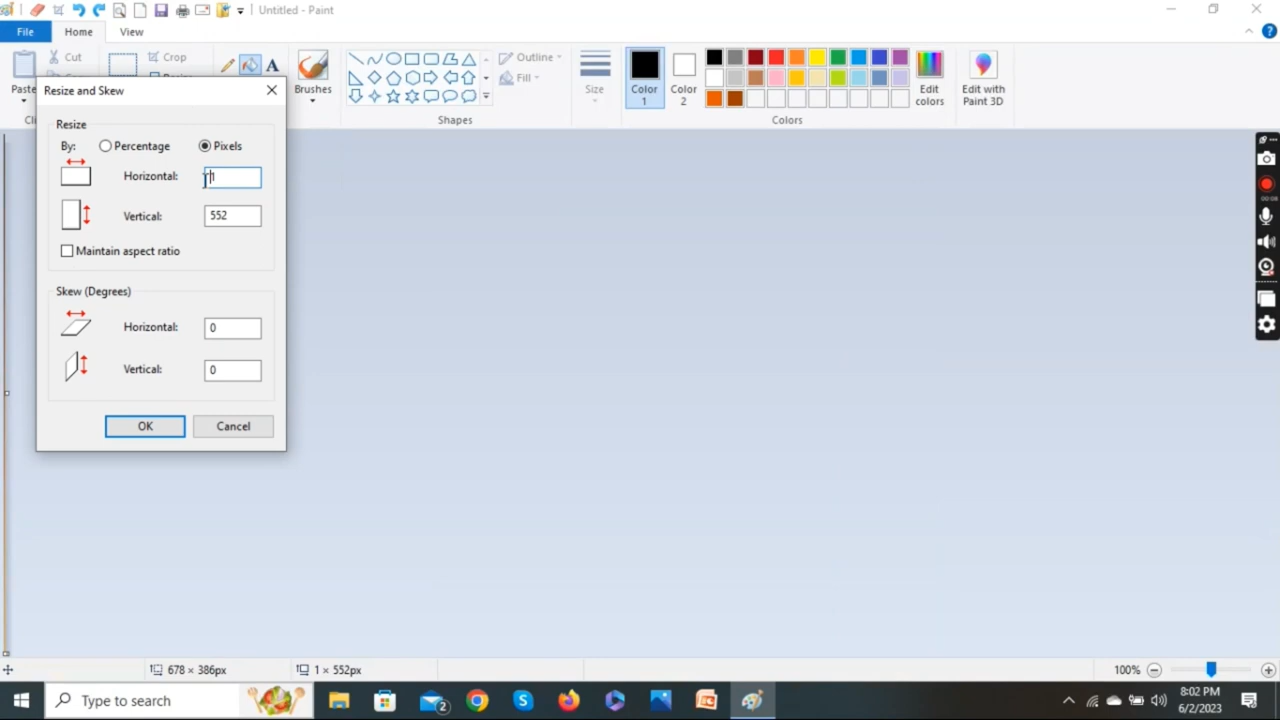 Untitled - Paint
File
Home
View
Paste
Cut
Crop
Brushes
Outline
Fill
Shapes
Size
Color 1
Color 2
Edit colors
Edit with Paint 3D
Colors
Resize and Skew
Resize
By:
Percentage
Pixels
Horizontal:
1
Vertical:
552
Maintain aspect ratio
Skew (Degrees)
Horizontal:
0
Vertical:
0
OK
Cancel
678 × 386px
1 × 552px
100%
Type to search
2
8:02 PM
6/2/2023